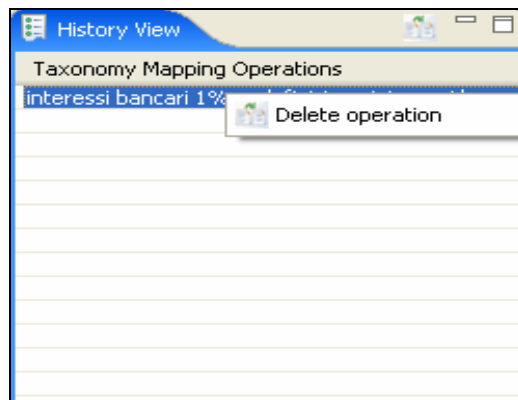 History View
Taxonomy Mapping Operations
interessi bancari 1%
Delete operation